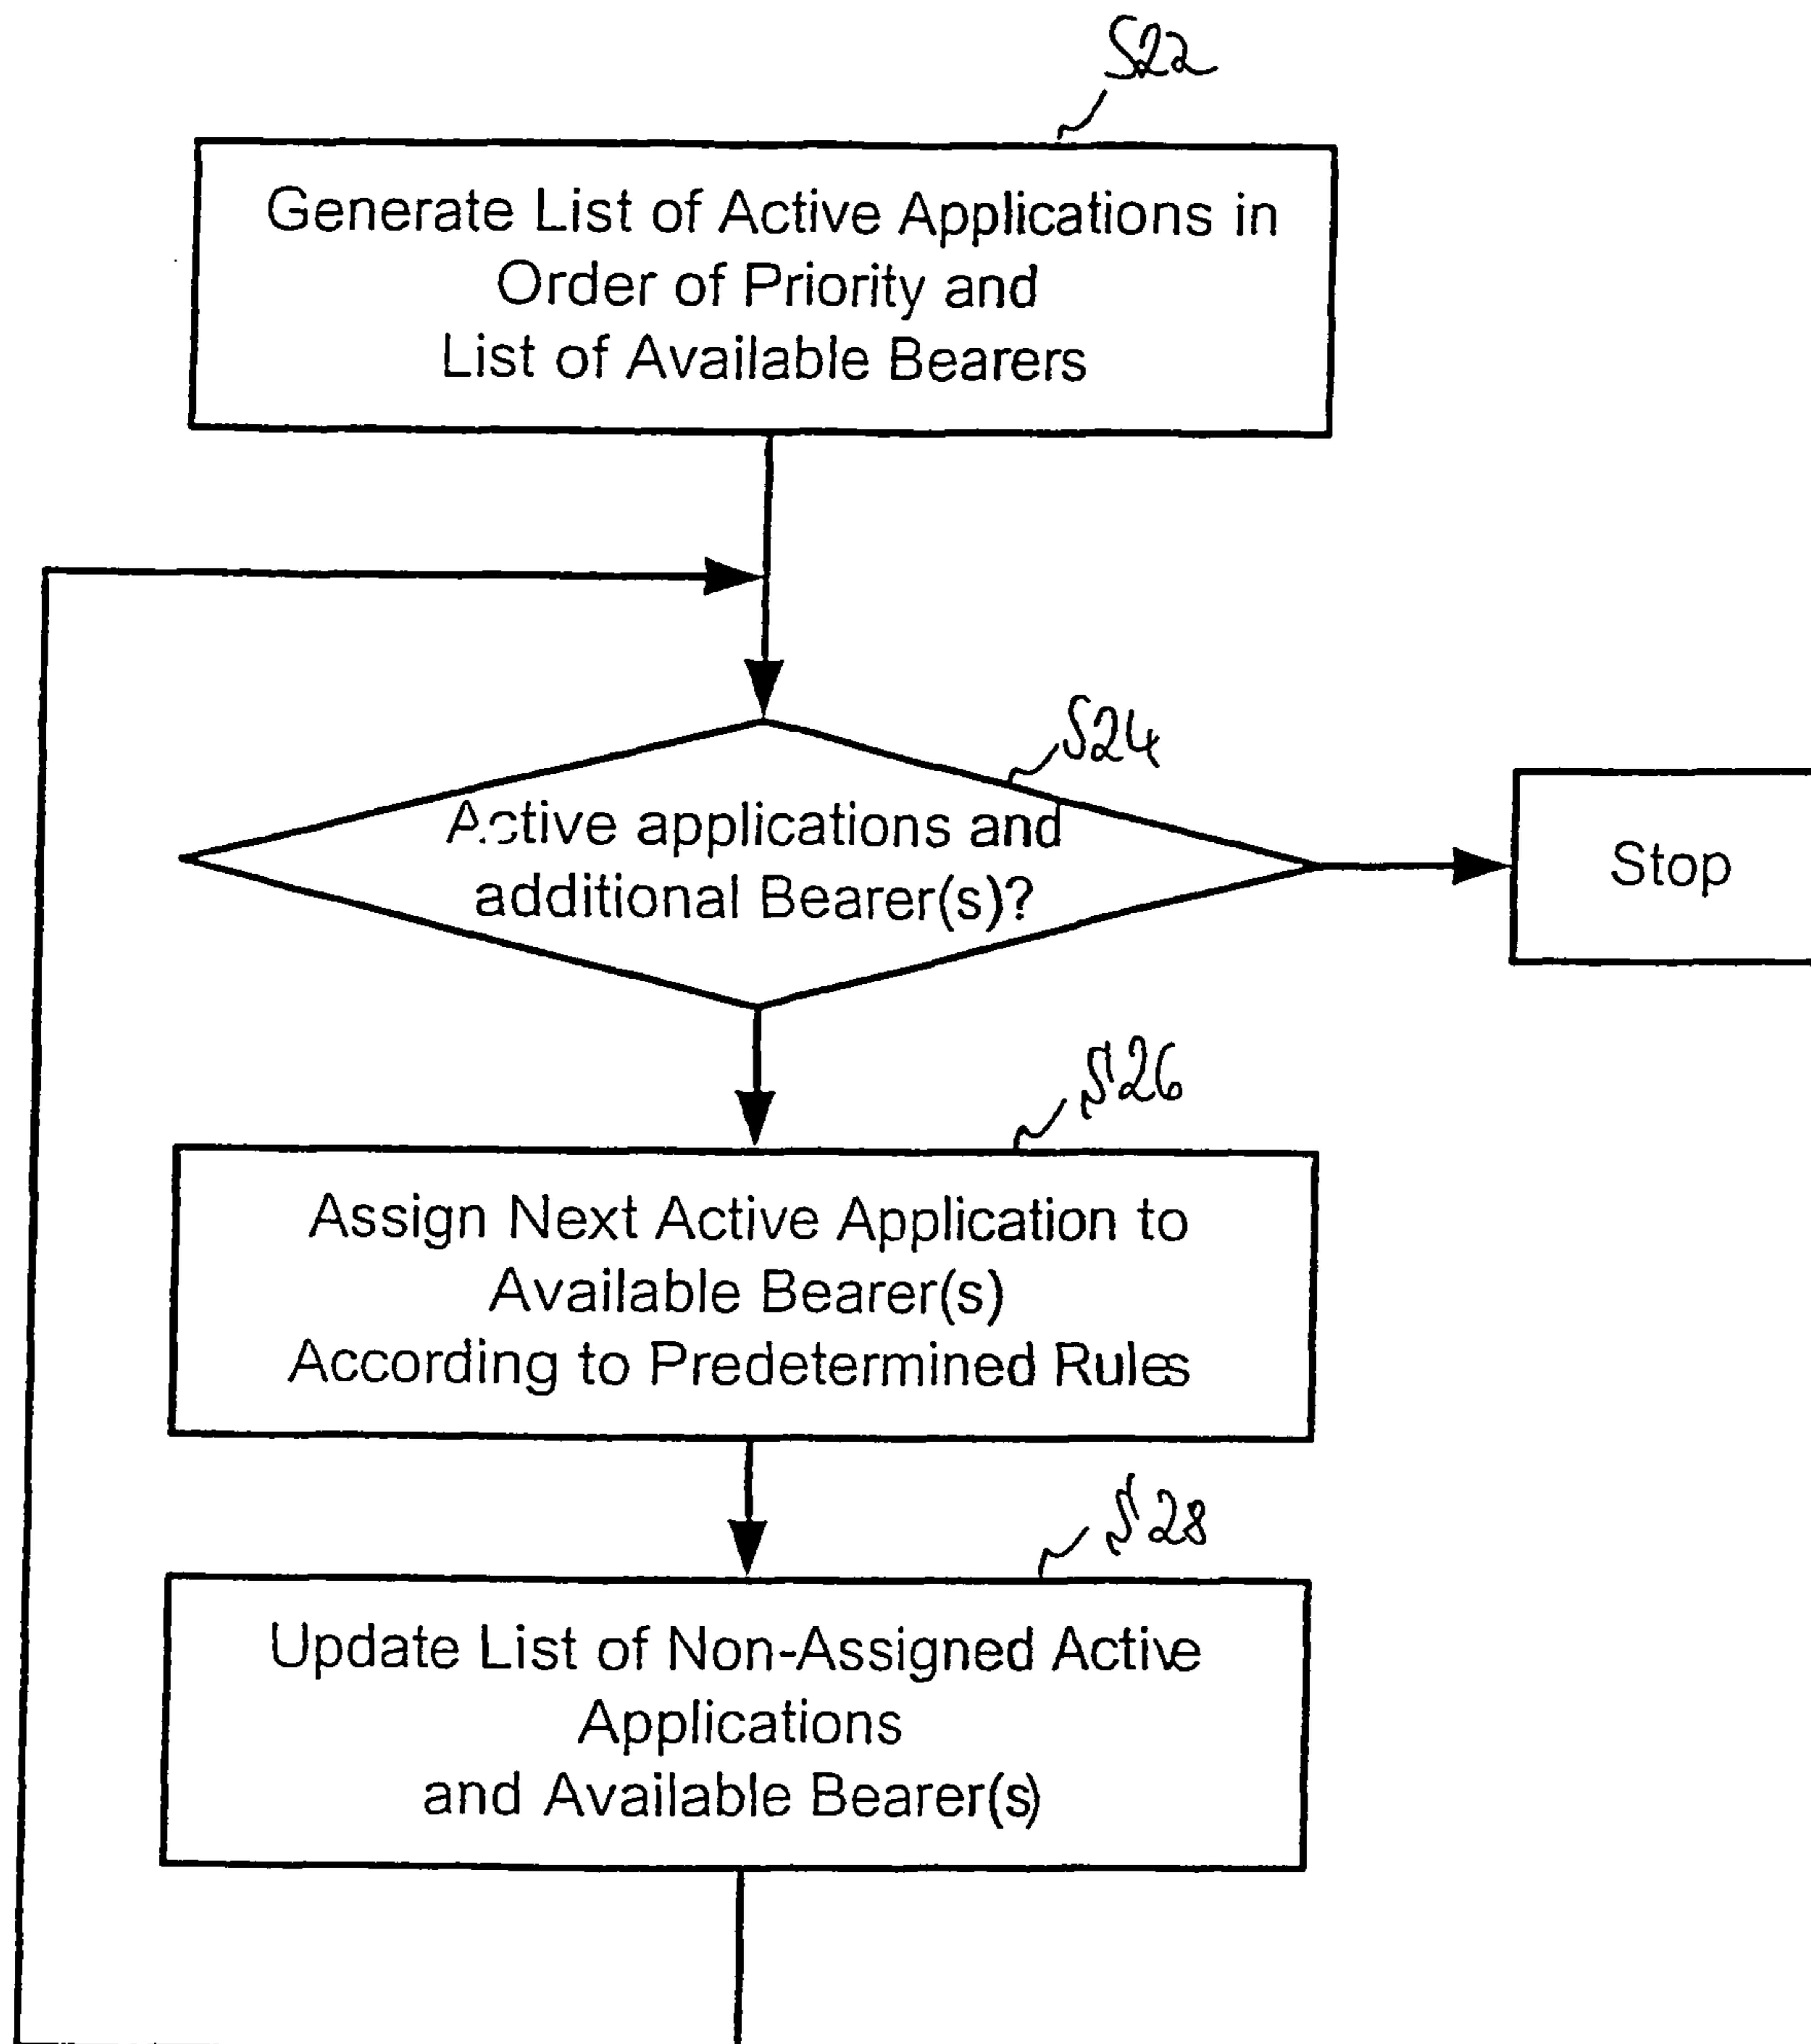 S22
Generate List of Active Applications in
Order of Priority and
List of Available Bearers
S24
Active applications and
additional Bearer(s)?
Stop
S26
Assign Next Active Application to
Available Bearer(s)
According to Predetermined Rules
S28
Update List of Non-Assigned Active
Applications
and Available Bearer(s)